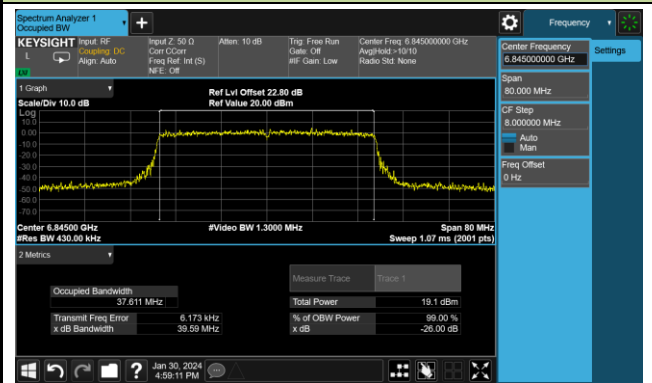 Spectrum Analyzer 1
Occupied BW
+
Frequency
KEYSIGHT
L
LXI
Input: RF
Coupling: DC
Align: Auto
Input Z: 50 Ω
Corr CCorr
Freq Ref: Int (S)
NFE: Off
Atten: 10 dB
Trig: Free Run
Gate: Off
#IF Gain: Low
Center Freq: 6.845000000 GHz
Avg|Hold:>10/10
Radio Std: None
Center Frequency
6.845000000 GHz
Settings
Span
80.000 MHz
CF Step
8.000000 MHz
Auto
Man
Freq Offset
0 Hz
1 Graph
Scale/Div 10.0 dB
Ref Lvl Offset 22.80 dB
Ref Value 20.00 dBm
Log
10.0
0.00
-10.0
-20.0
-30.0
-40.0
-50.0
-60.0
-70.0
Center 6.84500 GHz
#Res BW 430.00 kHz
#Video BW 1.3000 MHz
Span 80 MHz
Sweep 1.07 ms (2001 pts)
2 Metrics
Measure Trace
Trace 1
Occupied Bandwidth
37.611 MHz
Total Power
19.1 dBm
Transmit Freq Error
6.173 kHz
% of OBW Power
99.00 %
x dB Bandwidth
39.59 MHz
x dB
-26.00 dB
?
Jan 30, 2024
4:59:11 PM